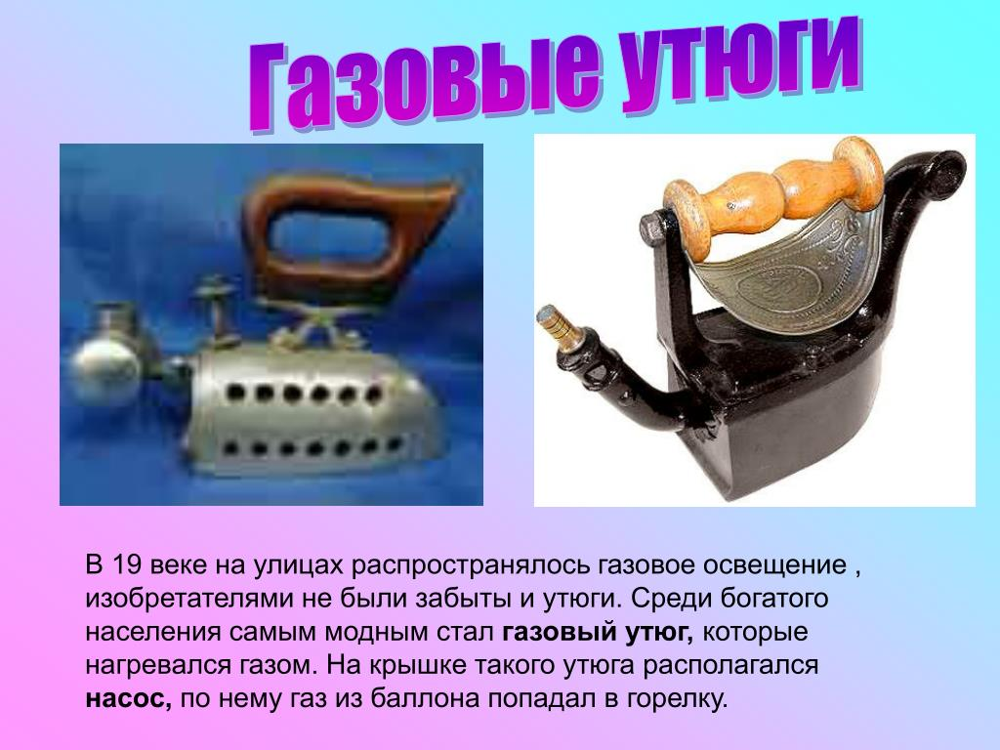 Газовые утюги
В 19 веке на улицах распространялось газовое освещение ,
изобретателями не были забыты и утюги. Среди богатого
населения самым модным стал газовый утюг, которые
нагревался газом. На крышке такого утюга располагался
насос, по нему газ из баллона попадал в горелку.